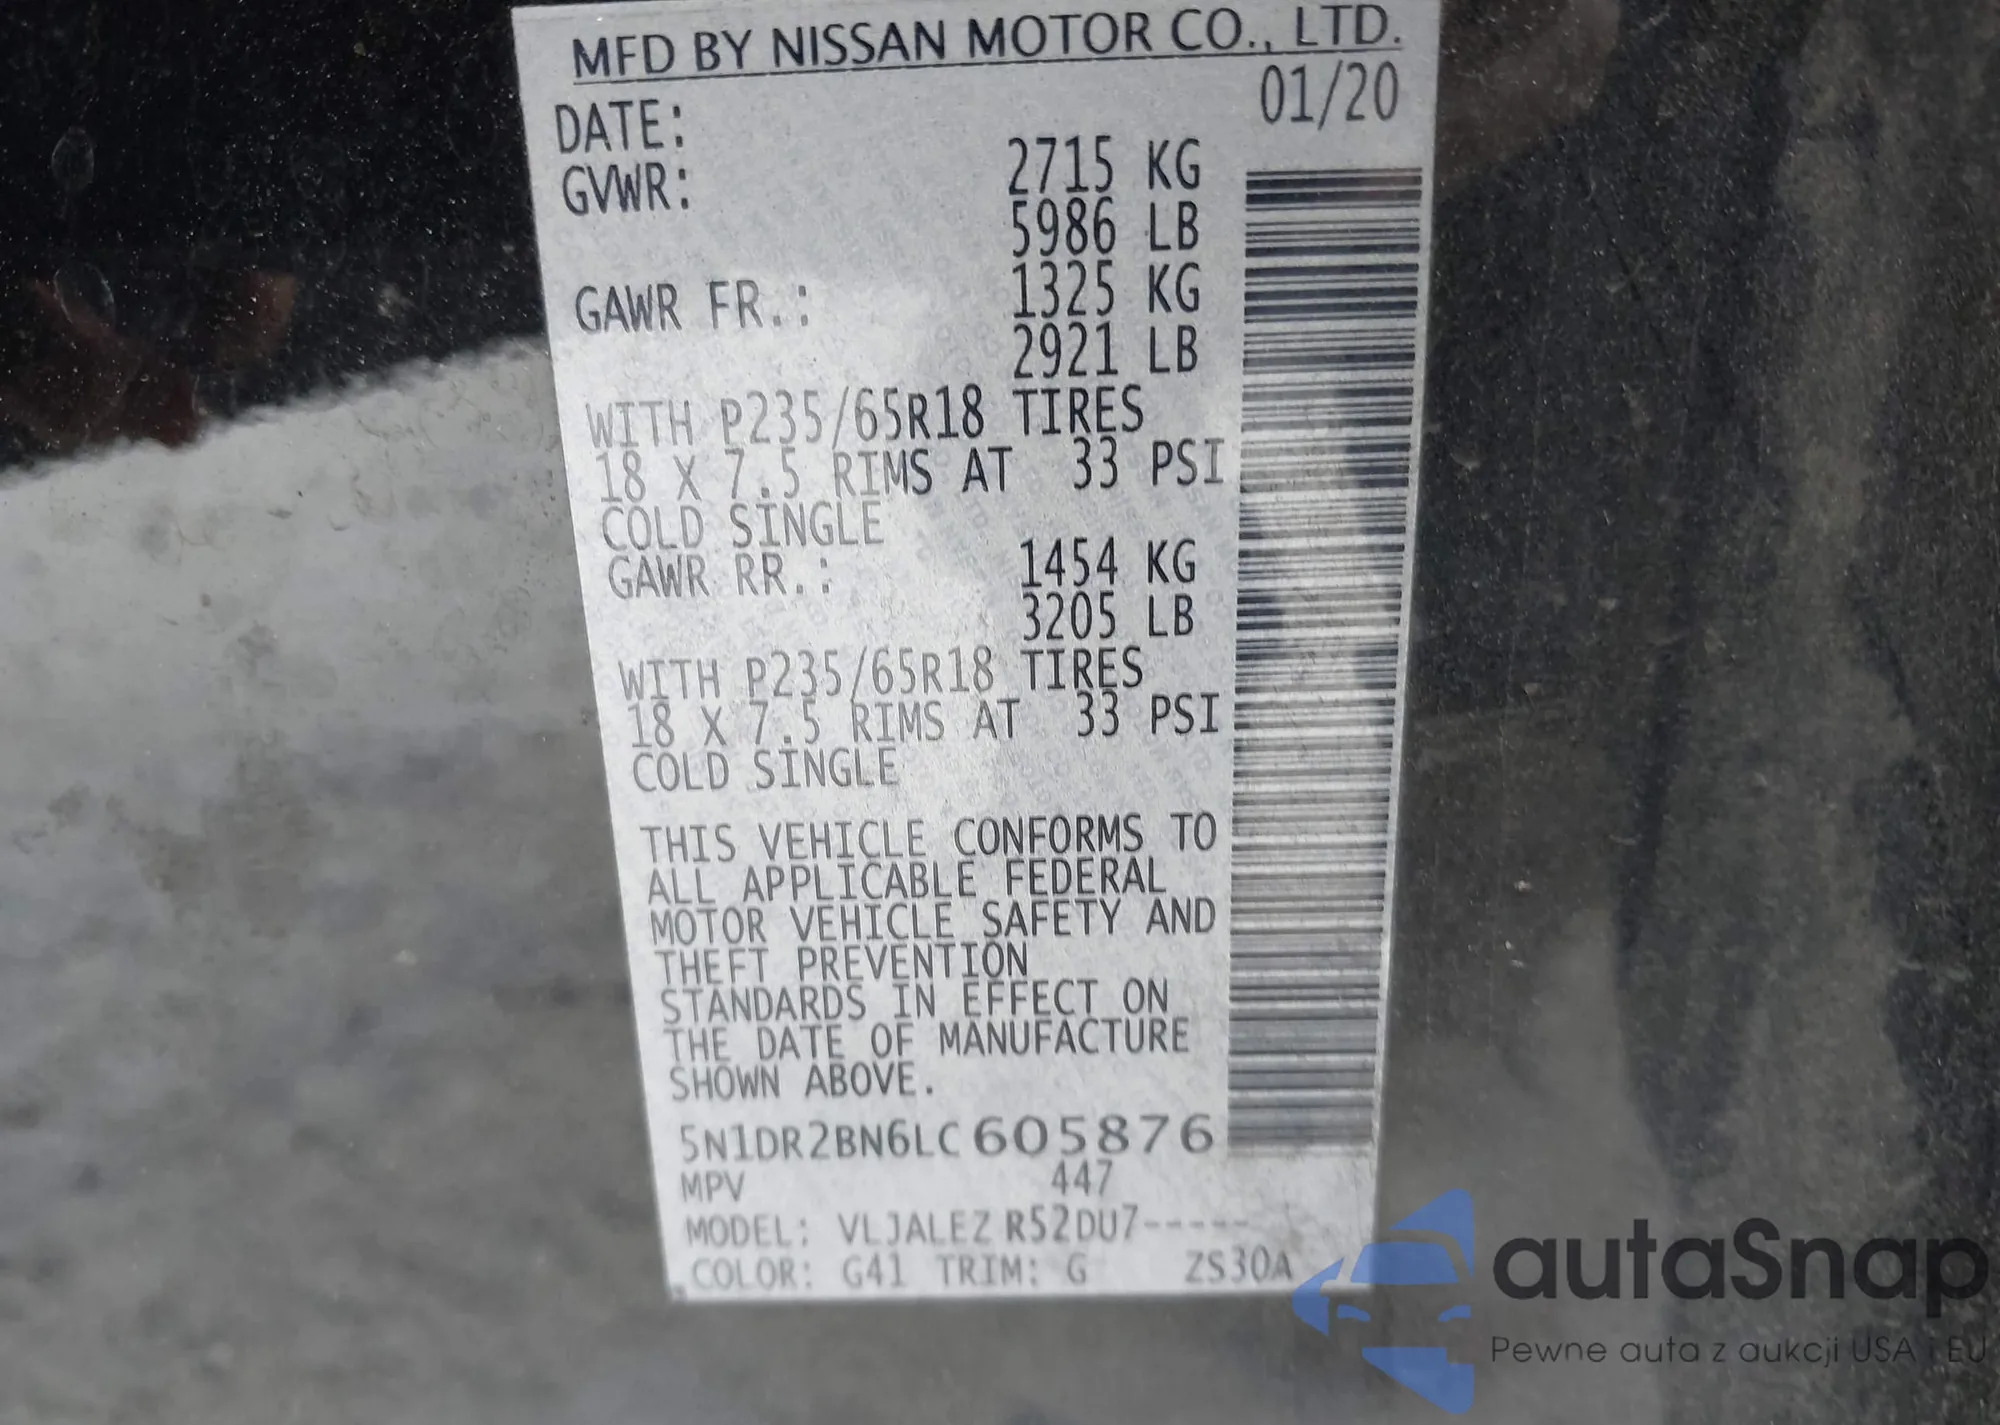 MFD BY NISSAN MOTOR CO., LTD.
DATE: 01/20
GVWR: 2715 KG
5986 LB
GAWR FR.: 1325 KG
2921 LB
WITH P235/65R18 TIRES
18 X 7.5 RIMS AT 33 PSI
COLD SINGLE
GAWR RR.: 1454 KG
3205 LB
WITH P235/65R18 TIRES
18 X 7.5 RIMS AT 33 PSI
COLD SINGLE
THIS VEHICLE CONFORMS TO
ALL APPLICABLE FEDERAL
MOTOR VEHICLE SAFETY AND
THEFT PREVENTION
STANDARDS IN EFFECT ON
THE DATE OF MANUFACTURE
SHOWN ABOVE.
5N1DR2BN6LC605876
MPV 447
MODEL: VLJALEZ R52DU7-----
COLOR: G41 TRIM: G ZS30A
autaSnap
Pewne auta z aukcji USA i EU